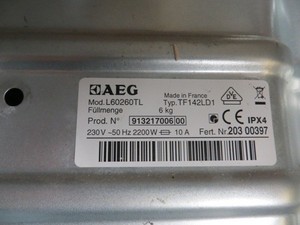 AEG
Made in France
Mod. L60260TL Typ. TF142LD1
Füllmenge 6 kg
Prod. N° 913217006 00
CE IPX4
230 V ~50 Hz 2200 W 10 A Fert. Nr. 203 00397